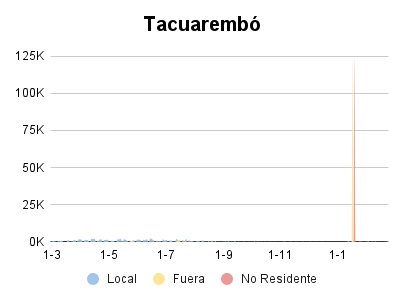 Tacuarembó
125K
100K
75K
50K
25K
0K
1-3 1-5 1-7 1-9 1-11 1-1
Local Fuera No Residente